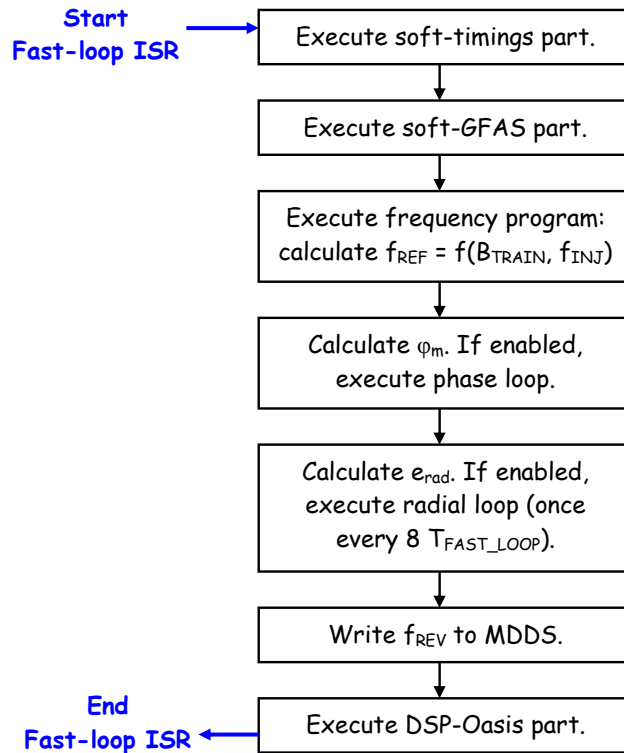 Start
Fast-loop ISR
Execute soft-timings part.
Execute soft-GFAS part.
Execute frequency program:
calculate fREF = f(BTRAIN, fINJ)
Calculate φm. If enabled,
execute phase loop.
Calculate erad. If enabled,
execute radial loop (once
every 8 TFAST_LOOP).
Write fREV to MDDS.
End
Fast-loop ISR
Execute DSP-Oasis part.